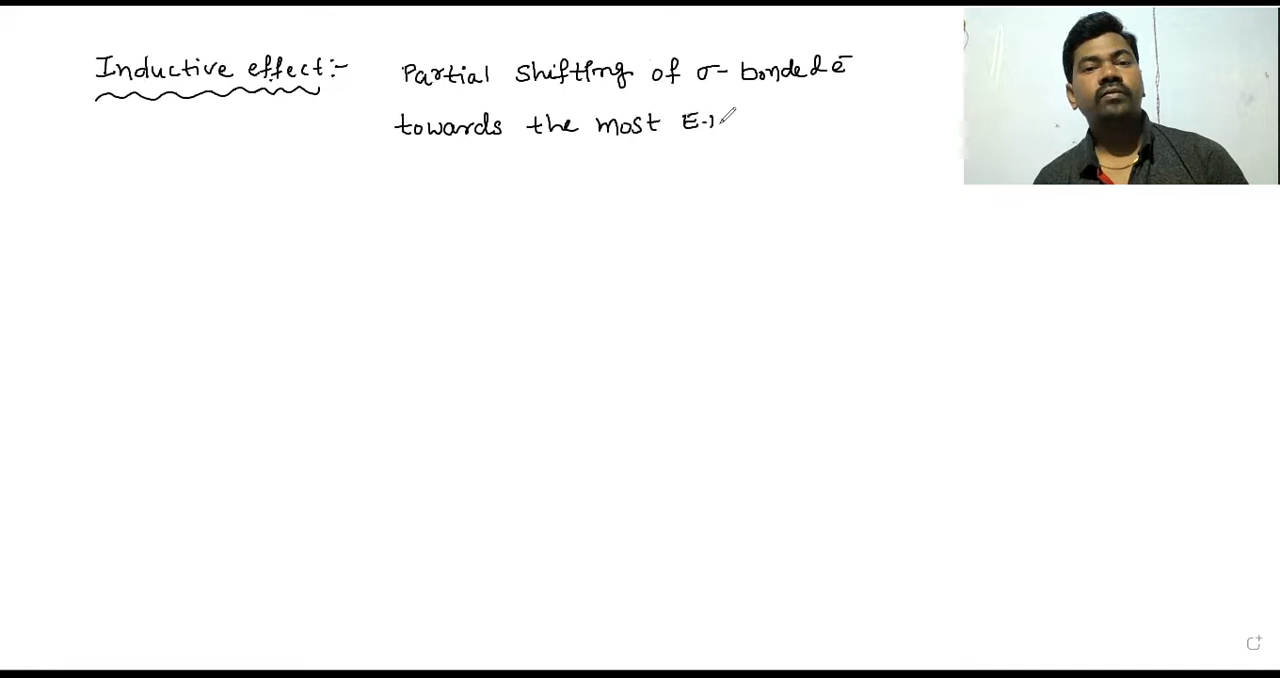 Inductive effect:- Partial shifting of σ- bonded ē
towards the most E-